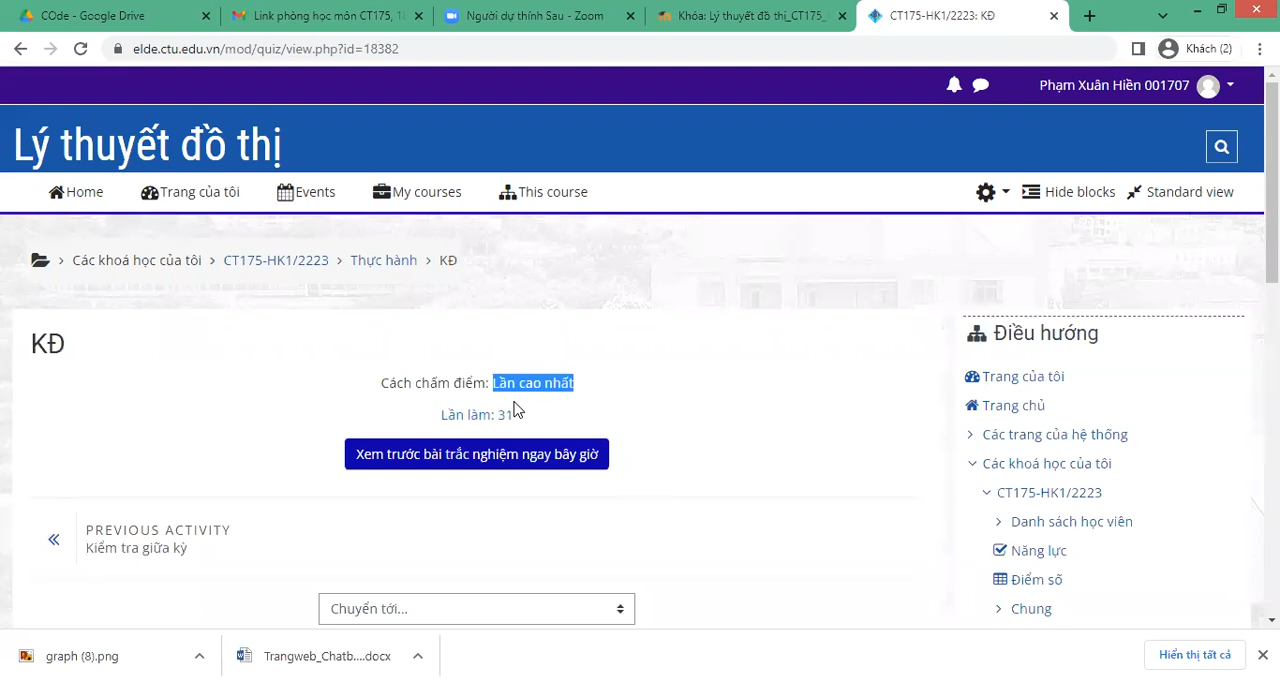 COde - Google Drive
Link phòng học môn CT175, 1
Người dự thính Sau - Zoom
Khóa: Lý thuyết đồ thị_CT175_
CT175-HK1/2223: KĐ
elde.ctu.edu.vn/mod/quiz/view.php?id=18382
Khách (2)
Phạm Xuân Hiền 001707
Lý thuyết đồ thị
Home
Trang của tôi
Events
My courses
This course
Hide blocks
Standard view
Các khoá học của tôi › CT175-HK1/2223 › Thực hành › KĐ
KĐ
Cách chấm điểm: Lần cao nhất
Lần làm: 31
Xem trước bài trắc nghiệm ngay bây giờ
PREVIOUS ACTIVITY
Kiểm tra giữa kỳ
Chuyển tới...
Điều hướng
Trang của tôi
Trang chủ
Các trang của hệ thống
Các khoá học của tôi
CT175-HK1/2223
Danh sách học viên
Năng lực
Điểm số
Chung
graph (8).png
Trangweb_Chatb....docx
Hiển thị tất cả